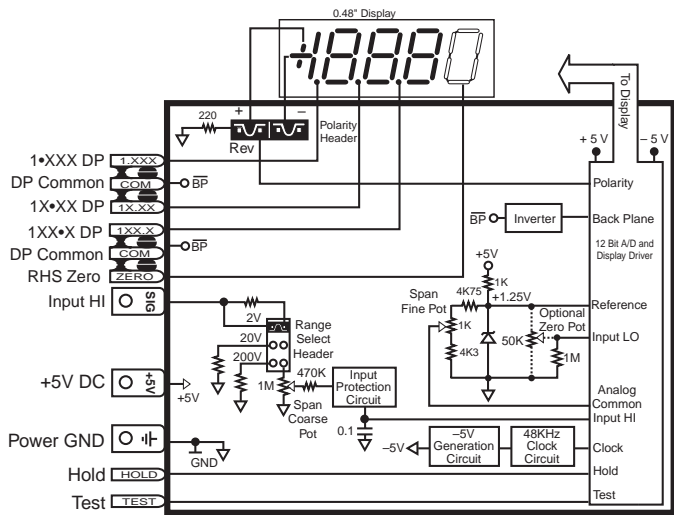 0.48" Display
To Display
220
+
–
Rev
Polarity
Header
+ 5 V
– 5 V
1•XXX DP
1.XXX
DP Common
COM
BP
1X•XX DP
1X.XX
1XX•X DP
1XX.X
DP Common
COM
BP
RHS Zero
ZERO
Polarity
BP
Inverter
Back Plane
12 Bit A/D and
Display Driver
+5V
1K
+1.25V
4K75
Span
Fine Pot
1K
4K3
50K
Optional
Zero Pot
1M
Reference
Input LO
Input HI
SIG
2V
20V
200V
Range
Select
Header
1M
470K
Span
Coarse
Pot
Input
Protection
Circuit
0.1
Analog
Common
Input HI
+5V DC
+5V
+5V
Power GND
GND
–5V
–5V
Generation
Circuit
48KHz
Clock
Circuit
Clock
Hold
HOLD
Hold
Test
TEST
Test